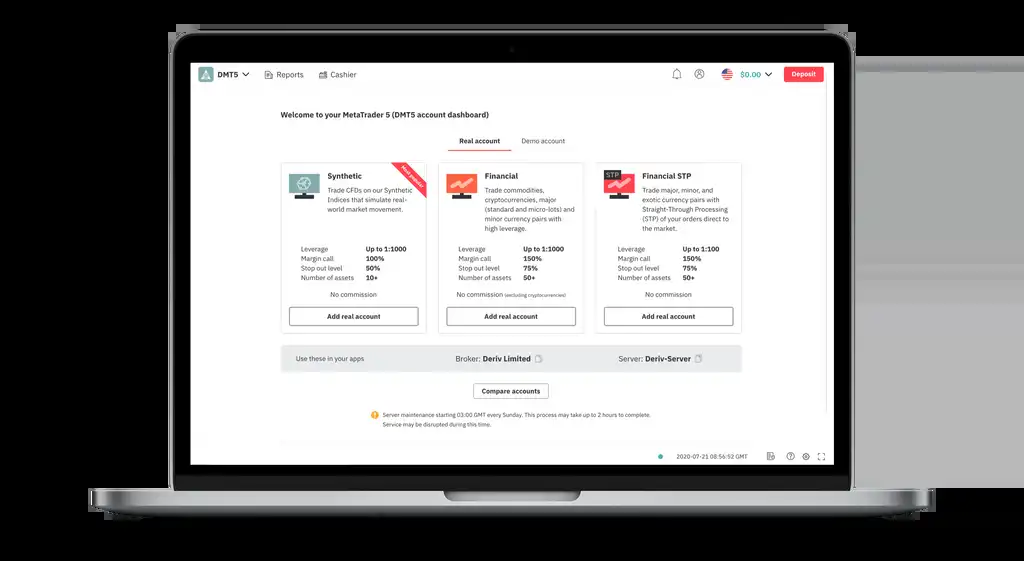 DMT5 Reports Cashier $0.00 Deposit
Welcome to your MetaTrader 5 (DMT5 account dashboard)
Real account Demo account
Most popular
Synthetic
Trade CFDs on our Synthetic
Indices that simulate real-
world market movement.
Leverage Up to 1:1000
Margin call 100%
Stop out level 50%
Number of assets 10+
No commission
Add real account
Financial
Trade commodities,
cryptocurrencies, major
(standard and micro-lots) and
minor currency pairs with
high leverage.
Leverage Up to 1:1000
Margin call 150%
Stop out level 75%
Number of assets 50+
No commission (excluding cryptocurrencies)
Add real account
STP
Financial STP
Trade major, minor, and
exotic currency pairs with
Straight-Through Processing
(STP) of your orders direct to
the market.
Leverage Up to 1:100
Margin call 150%
Stop out level 75%
Number of assets 50+
No commission
Add real account
Use these in your apps Broker: Deriv Limited Server: Deriv-Server
Compare accounts
Server maintenance starting 03:00 GMT every Sunday. This process may take up to 2 hours to complete.
Service may be disrupted during this time.
2020-07-21 08:56:52 GMT